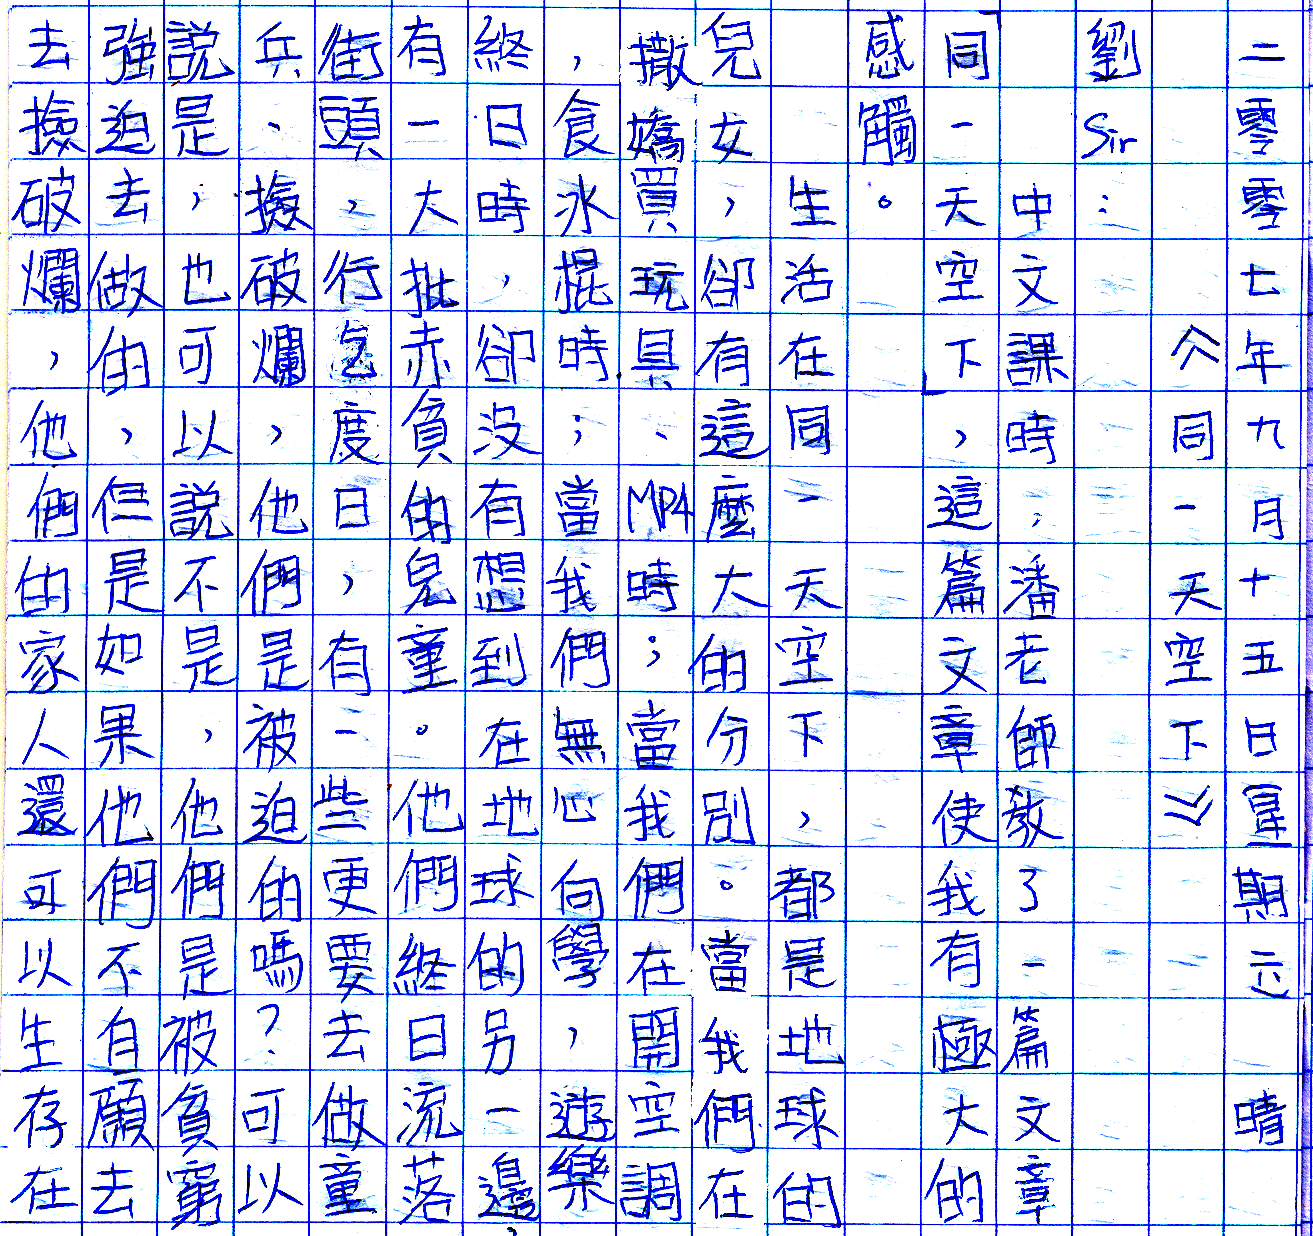 二零零七年九月十五日星期六 晴
《同一天空下》
劉Sir：
中文課時，潘老師教了一篇文章
「同一天空下」，這篇文章使我有極大的
感觸。
生活在同一天空下，都是地球的
兒女，卻有這麼大的分別。當我們在
撒嬌買玩具、MP4時；當我們在開空調
，食冰棍時；當我們無心向學，遊樂
終日時，卻沒有想到在地球的另一邊，
有一大批赤貧的兒童。他們終日流落
街頭，行乞度日，有一些更要去做童
兵、撿破爛，他們是被迫的嗎？可以
說是，也可以說不是，他們是被貧窮
強迫去做的，但是如果他們不自願去
去撿破爛，他們的家人還可以生存在